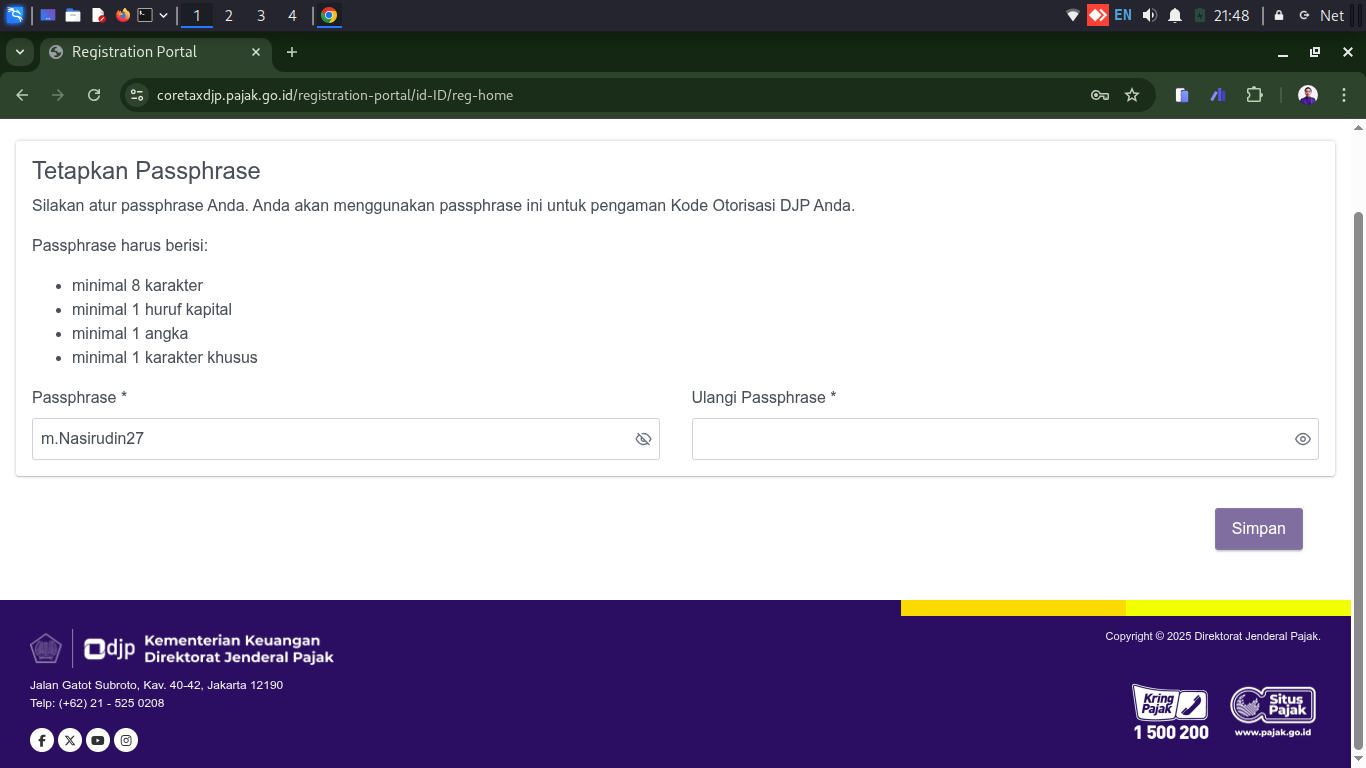 1 2 3 4 EN 21:48 Net
Registration Portal
coretaxdjp.pajak.go.id/registration-portal/id-ID/reg-home
Tetapkan Passphrase
Silakan atur passphrase Anda. Anda akan menggunakan passphrase ini untuk pengaman Kode Otorisasi DJP Anda.
Passphrase harus berisi:
minimal 8 karakter
minimal 1 huruf kapital
minimal 1 angka
minimal 1 karakter khusus
Passphrase * Ulangi Passphrase *
m.Nasirudin27
Simpan
djp Kementerian Keuangan
Direktorat Jenderal Pajak
Copyright © 2025 Direktorat Jenderal Pajak.
Jalan Gatot Subroto, Kav. 40-42, Jakarta 12190
Telp: (+62) 21 - 525 0208
Kring
Pajak
1 500 200
Situs
Pajak
www.pajak.go.id